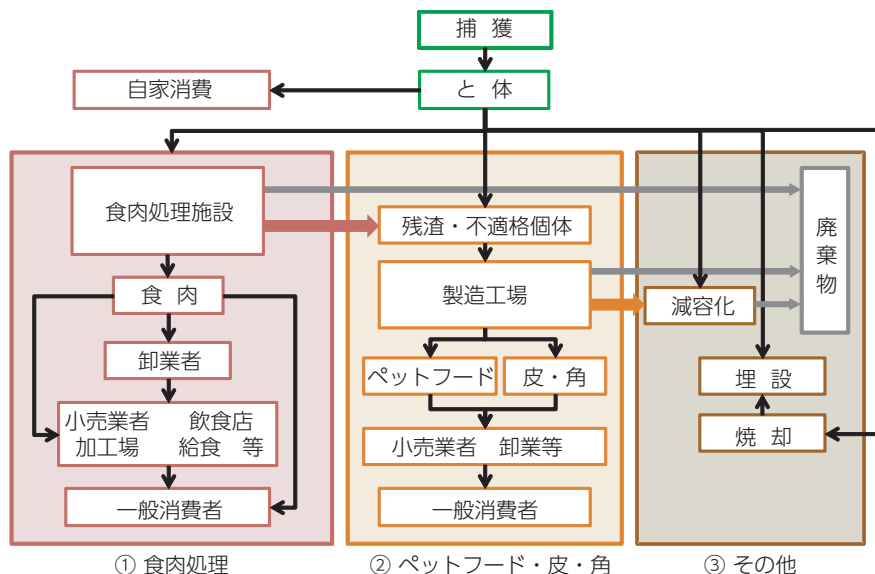 捕 獲
自家消費
と 体
食肉処理施設
食 肉
卸業者
小売業者 飲食店
加工場 給食 等
一般消費者
① 食肉処理
残渣・不適格個体
製造工場
ペットフード
皮・角
小売業者 卸業等
一般消費者
② ペットフード・皮・角
廃棄物
減容化
埋 設
焼 却
③ その他